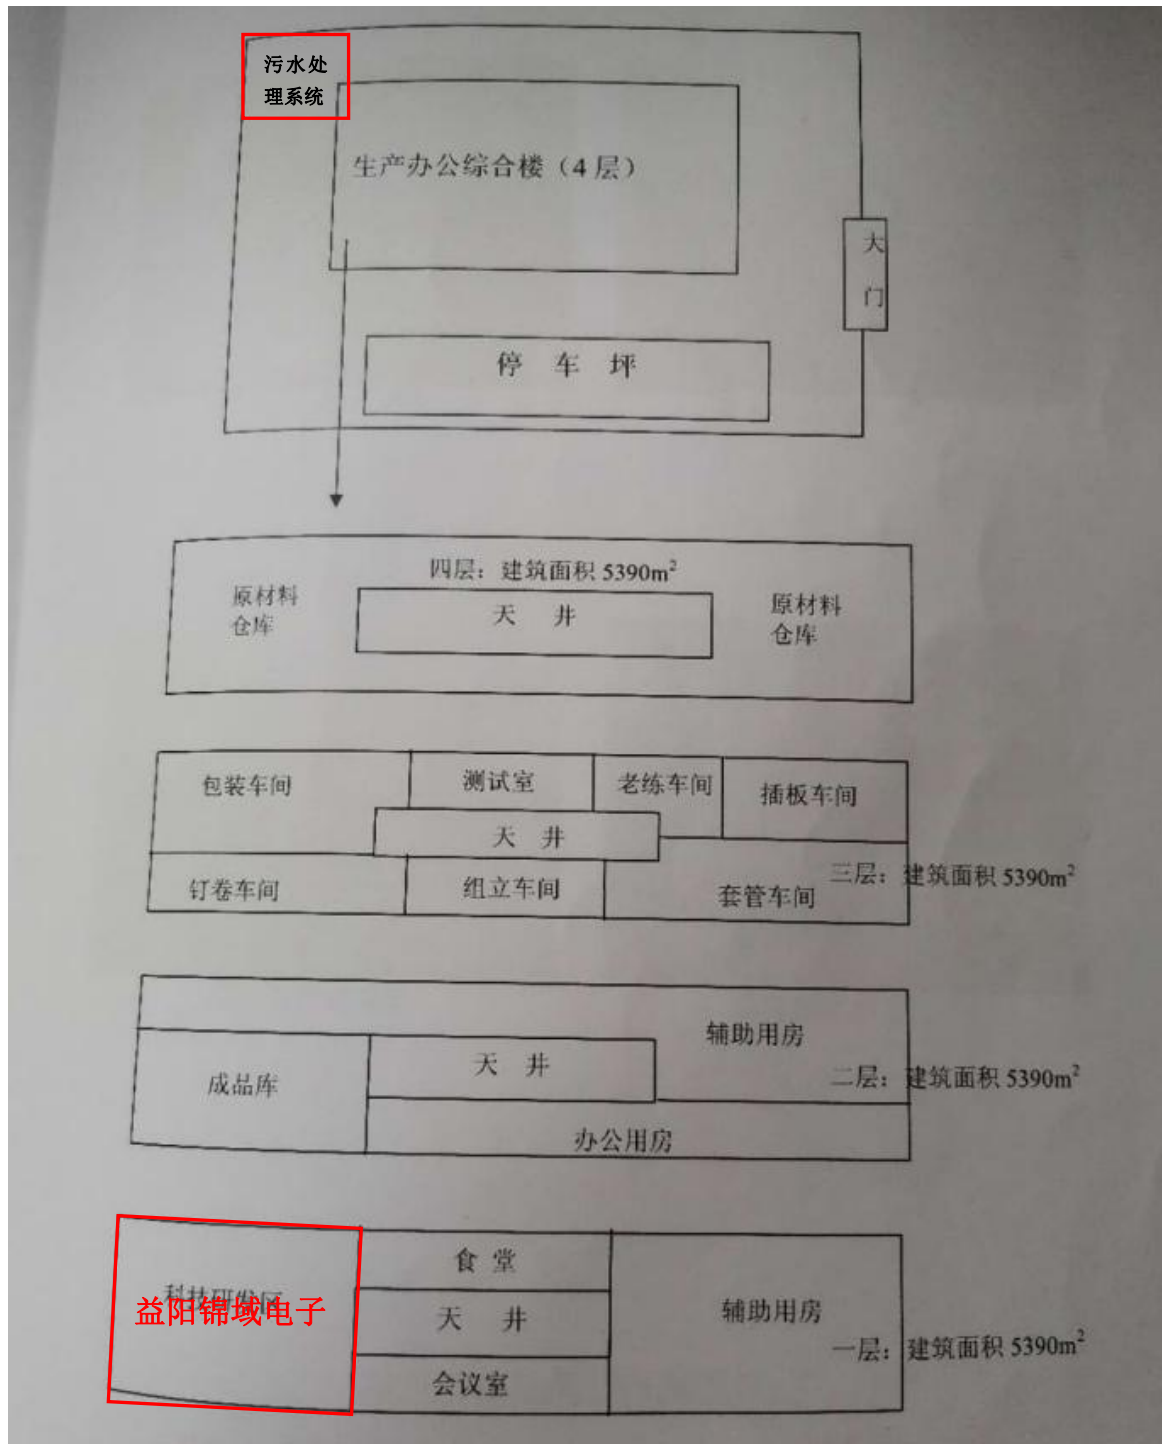 污水处
理系统
生产办公综合楼（4 层）
大
门
停 车 坪
四层：建筑面积 5390m²
原材料
仓库
天 井
原材料
仓库
包装车间
测试室
老练车间
插板车间
天 井
三层：建筑面积 5390m²
钉卷车间
组立车间
套管车间
辅助用房
天 井
成品库
二层：建筑面积 5390m²
办公用房
食 堂
科技研发区
益阳锦域电子
天 井
辅助用房
一层：建筑面积 5390m²
会议室